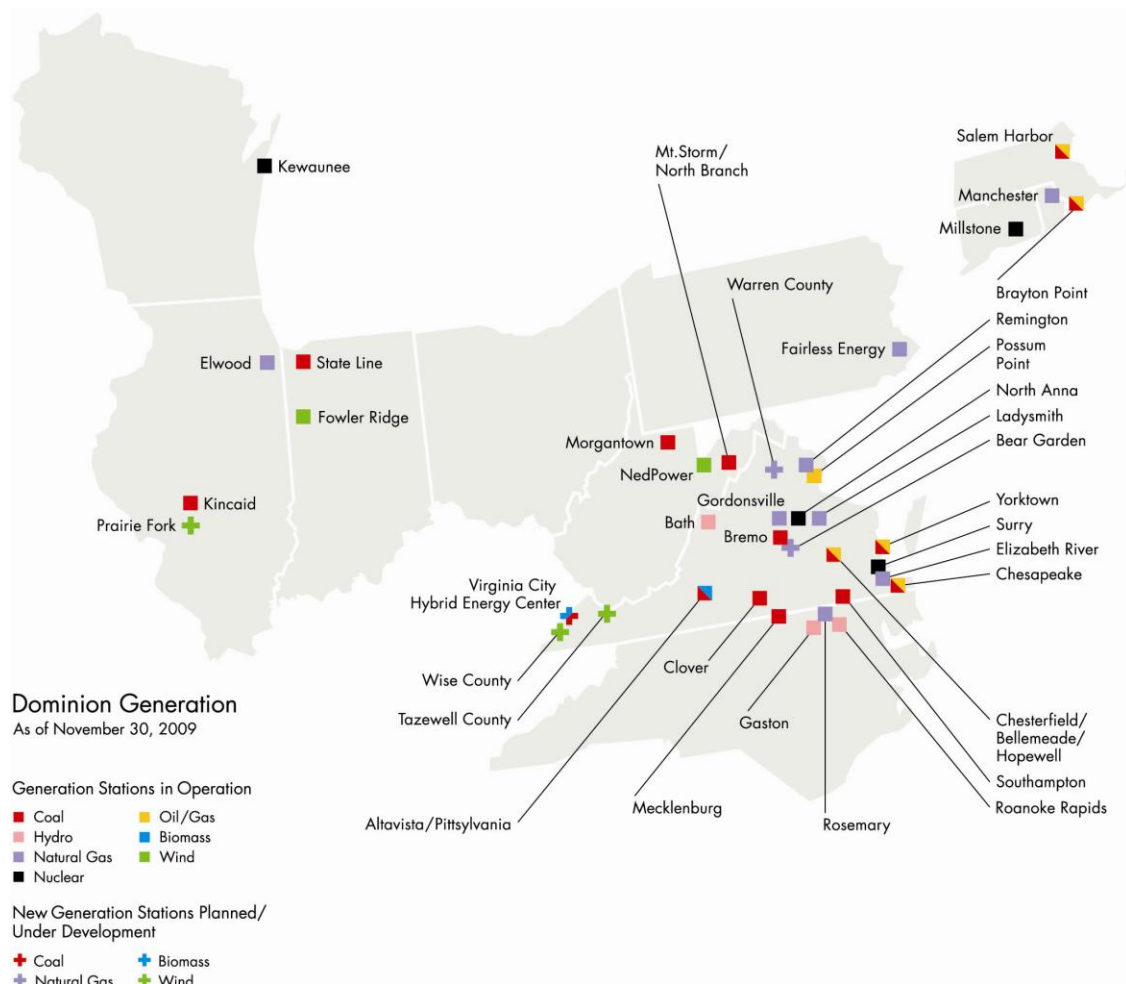 Salem Harbor
Mt.Storm/
North Branch
Kewaunee
Manchester
Millstone
Warren County
Brayton Point
Remington
Elwood
State Line
Fairless Energy
Possum
Point
North Anna
Fowler Ridge
Ladysmith
Morgantown
Bear Garden
NedPower
Kincaid
Gordonsville
Yorktown
Prairie Fork
Bath
Surry
Bremo
Elizabeth River
Virginia City
Hybrid Energy Center
Chesapeake
Clover
Wise County
Tazewell County
Gaston
Chesterfield/
Bellemeade/
Hopewell
Southampton
Mecklenburg
Roanoke Rapids
Altavista/Pittsylvania
Rosemary
Dominion Generation
As of November 30, 2009
Generation Stations in Operation
Coal
Oil/Gas
Hydro
Biomass
Natural Gas
Wind
Nuclear
New Generation Stations Planned/
Under Development
Coal
Biomass
Natural Gas
Wind